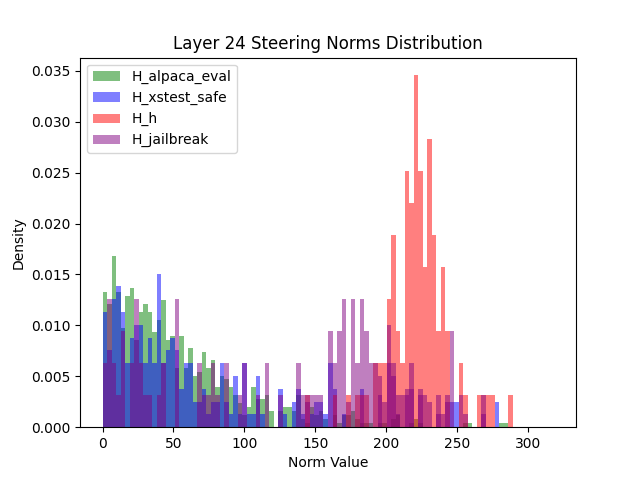 Layer 24 Steering Norms Distribution
H_alpaca_eval
H_xstest_safe
H_h
H_jailbreak
0.035
0.030
0.025
0.020
0.015
0.010
0.005
0.000
Density
0 50 100 150 200 250 300
Norm Value